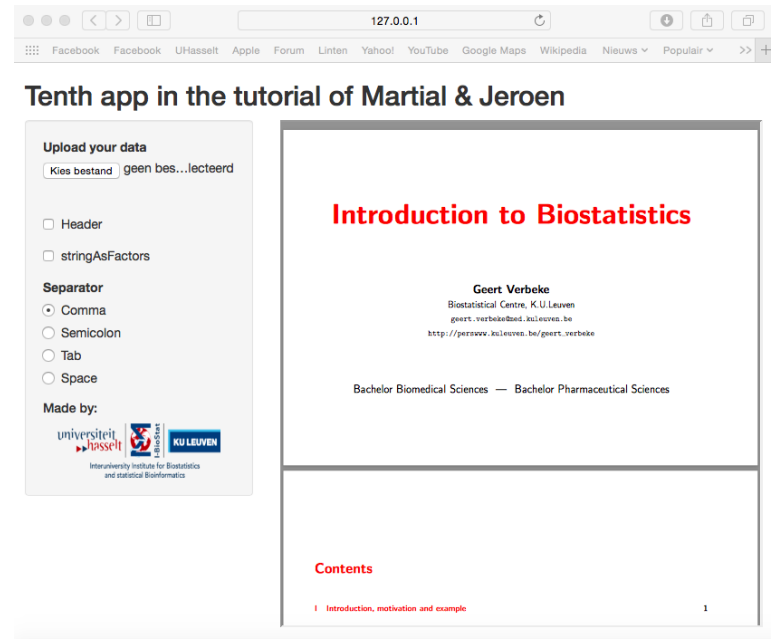 127.0.0.1
Facebook Facebook UHasselt Apple Forum Linten Yahoo! YouTube Google Maps Wikipedia Nieuws Populair >> +
Tenth app in the tutorial of Martial & Jeroen
Upload your data
Kies bestand geen bes...lecteerd
Header
stringAsFactors
Separator
Comma
Semicolon
Tab
Space
Made by:
universiteit
hasselt
I-BioStat
KU LEUVEN
Interuniversity Institute for Biostatistics
and statistical Bioinformatics
Introduction to Biostatistics
Geert Verbeke
Biostatistical Centre, K.U.Leuven
geert.verbeke@med.kuleuven.be
http://perswww.kuleuven.be/geert_verbeke
Bachelor Biomedical Sciences — Bachelor Pharmaceutical Sciences
Contents
I Introduction, motivation and example 1